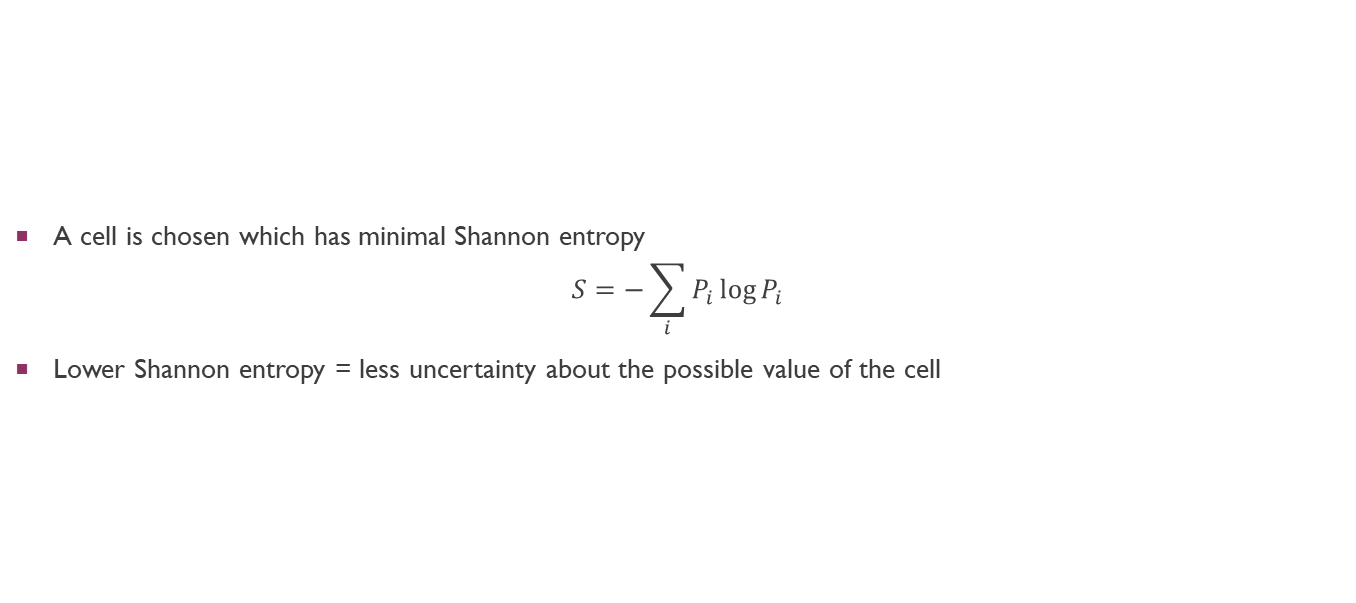 ▪ A cell is chosen which has minimal Shannon entropy
S = − ∑ᵢ Pᵢ log Pᵢ
▪ Lower Shannon entropy = less uncertainty about the possible value of the cell